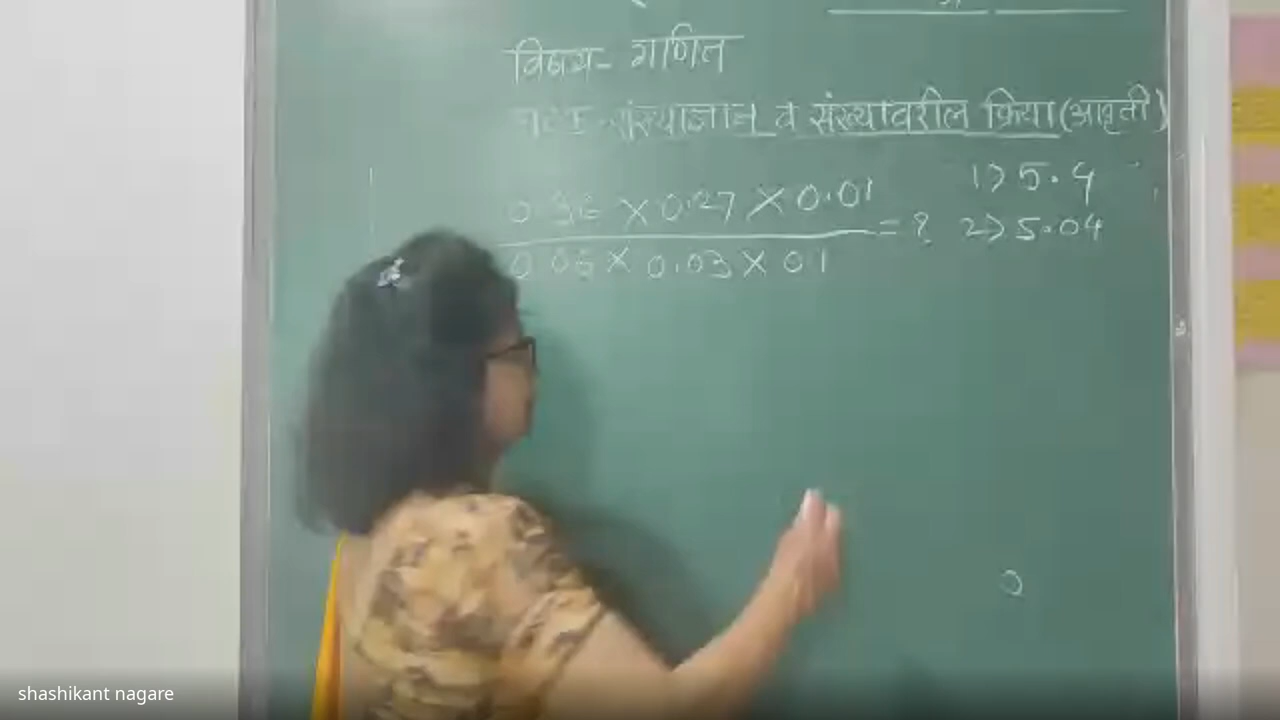 विषय- गणित
घटक -संख्याज्ञान व संख्यावरील क्रिया (आवृती)
0.36 X 0.27 X 0.01
0.06 X 0.03 X 0.1
= ?
1) 5.4
2) 5.04
shashikant nagare